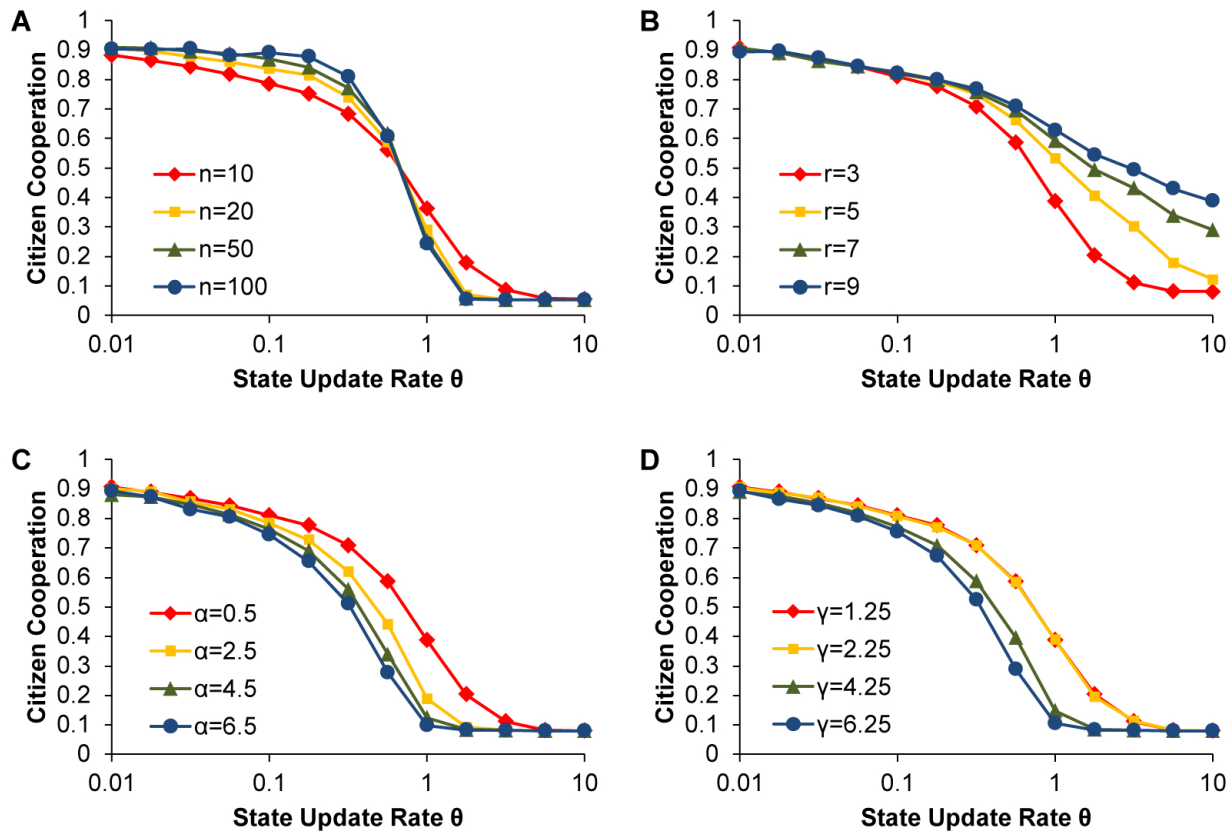 A
Citizen Cooperation
1
0.9
0.8
0.7
0.6
0.5
0.4
0.3
0.2
0.1
0
n=10
n=20
n=50
n=100
0.01
0.1
1
10
State Update Rate θ
B
Citizen Cooperation
1
0.9
0.8
0.7
0.6
0.5
0.4
0.3
0.2
0.1
0
r=3
r=5
r=7
r=9
0.01
0.1
1
10
State Update Rate θ
C
Citizen Cooperation
1
0.9
0.8
0.7
0.6
0.5
0.4
0.3
0.2
0.1
0
α=0.5
α=2.5
α=4.5
α=6.5
0.01
0.1
1
10
State Update Rate θ
D
Citizen Cooperation
1
0.9
0.8
0.7
0.6
0.5
0.4
0.3
0.2
0.1
0
γ=1.25
γ=2.25
γ=4.25
γ=6.25
0.01
0.1
1
10
State Update Rate θ